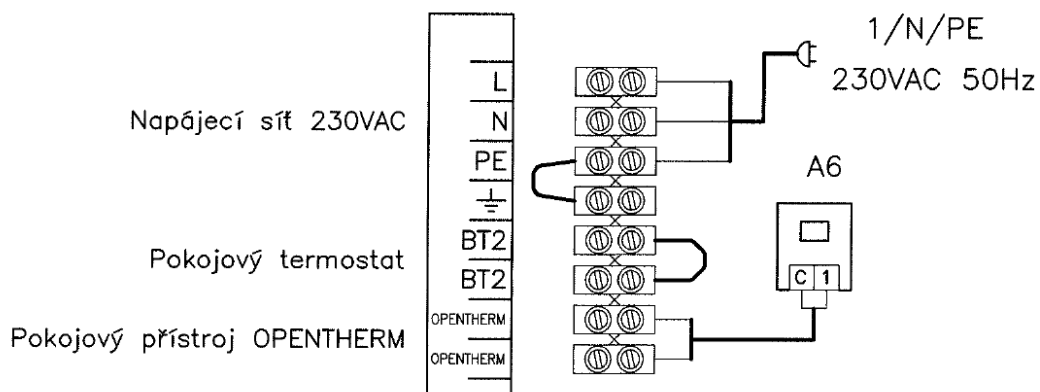 1/N/PE
230VAC 50Hz
L
Napájecí síť 230VAC
N
PE
A6
BT2
Pokojový termostat
BT2
C 1
OPENTHERM
Pokojový přístroj OPENTHERM
OPENTHERM